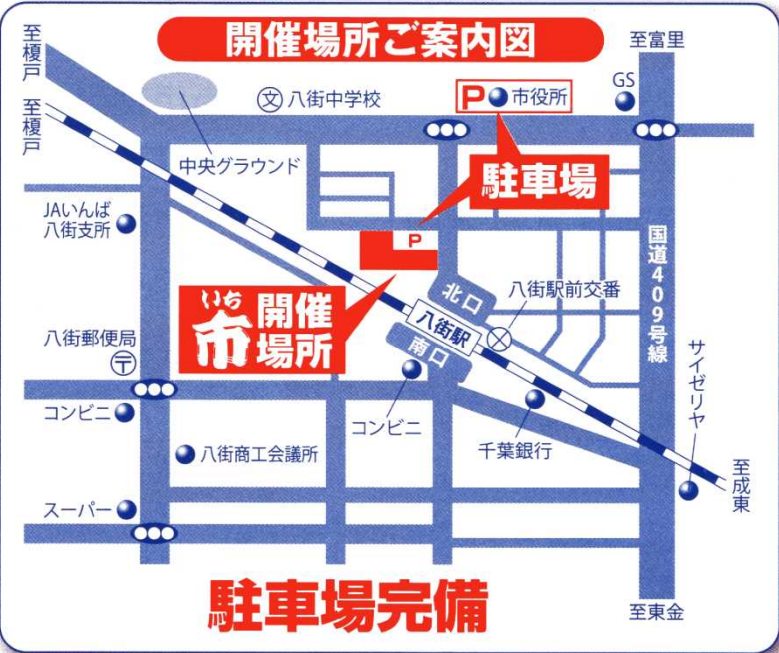 開催場所ご案内図
至榎戸
至榎戸
至富里
GS
文 八街中学校
P 市役所
中央グラウンド
駐車場
JAいんば
八街支所
P
国道409号線
いち
市 開催
場所
北口
八街駅前交番
八街駅
南口
八街郵便局
〒
サイゼリヤ
コンビニ
コンビニ
千葉銀行
八街商工会議所
至成東
スーパー
駐車場完備
至東金